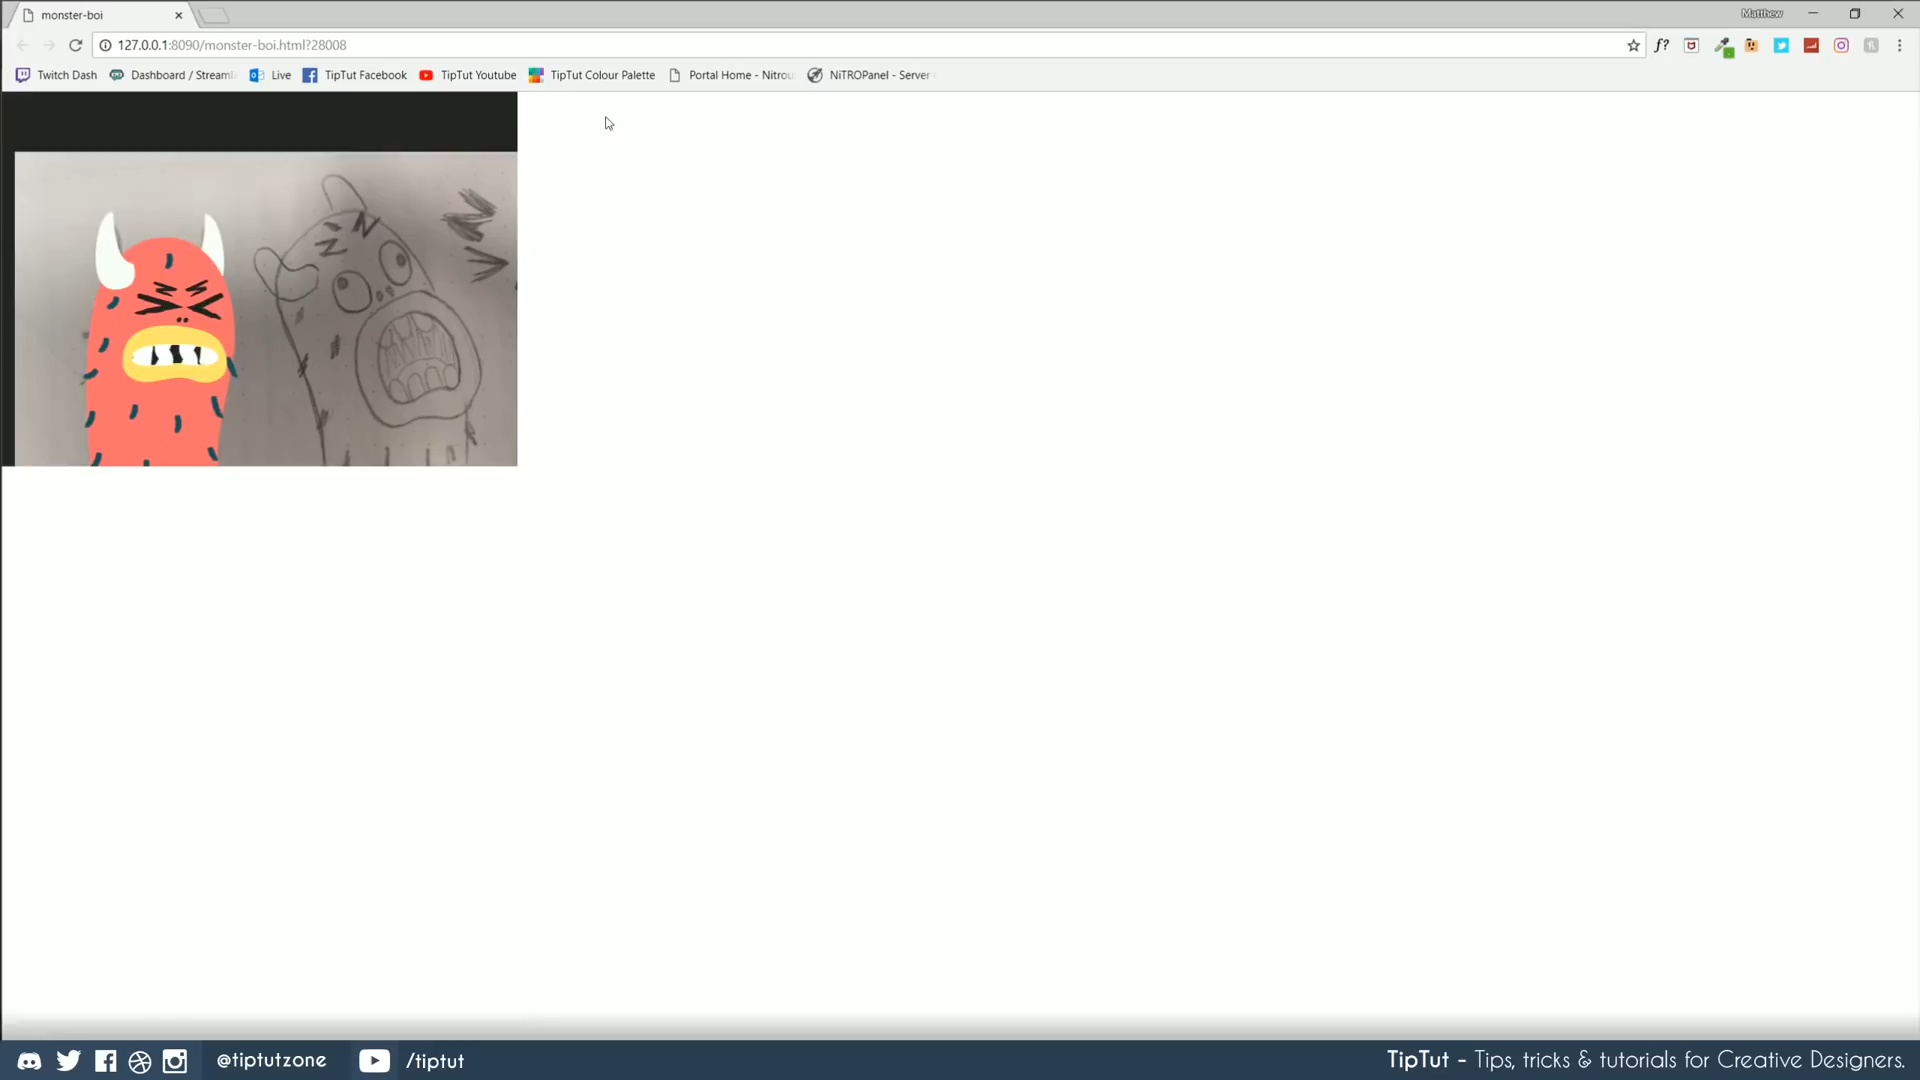 monster-boi
Matthew
127.0.0.1:8090/monster-boi.html?28008
f?
Twitch Dash
Dashboard / Streaml
Live
TipTut Facebook
TipTut Youtube
TipTut Colour Palette
Portal Home - Nitrou
NiTROPanel - Server
@tiptutzone
/tiptut
TipTut - Tips, tricks & tutorials for Creative Designers.